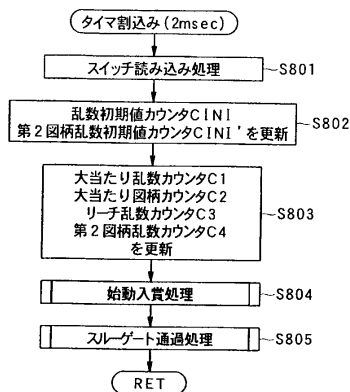 タイマ割込み(2msec)
スイッチ読み込み処理
S801
乱数初期値カウンタCINI
第2図柄乱数初期値カウンタCINI'を更新
S802
大当たり乱数カウンタC1
大当たり図柄カウンタC2
リーチ乱数カウンタC3
第2図柄乱数カウンタC4
を更新
S803
始動入賞処理
S804
スルーゲート通過処理
S805
RET